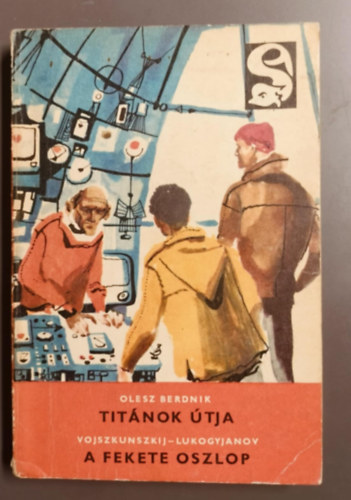 OLESZ BERDNIK
TITÁNOK ÚTJA
VOJSZKUNSZKIJ–LUKOGYJANOV
A FEKETE OSZLOP